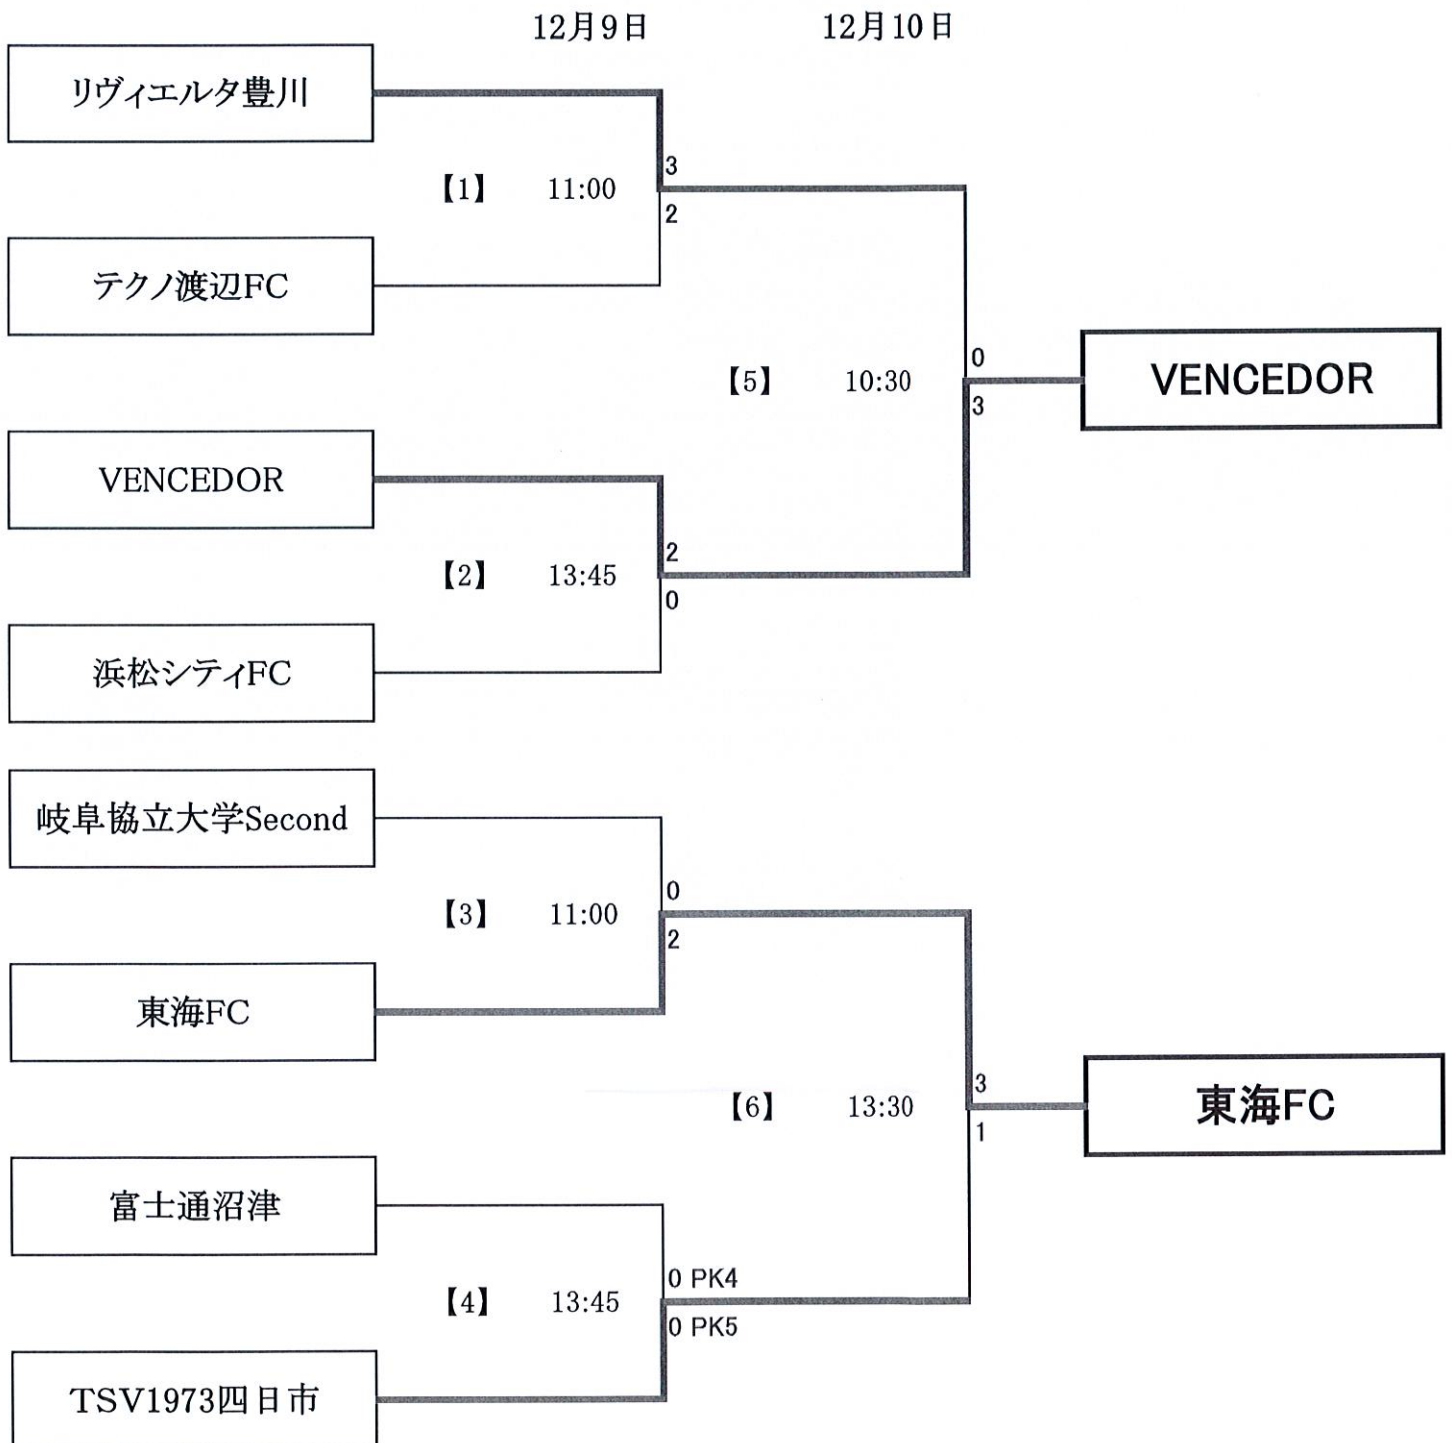 12月9日 12月10日
リヴィエルタ豊川
3
【1】 11:00
2
テクノ渡辺FC
0
【5】 10:30
VENCEDOR
3
VENCEDOR
2
【2】 13:45
0
浜松シティFC
岐阜協立大学Second
0
【3】 11:00
2
東海FC
3
【6】 13:30
東海FC
1
富士通沼津
0 PK4
【4】 13:45
0 PK5
TSV1973四日市